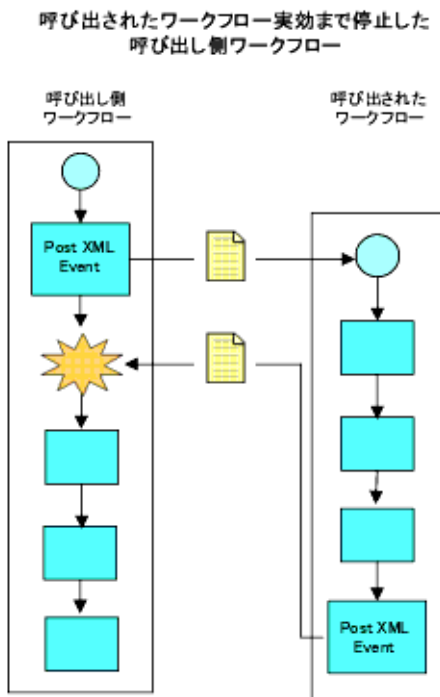 呼び出されたワークフロー実効まで停止した
呼び出し側ワークフロー
呼び出し側
ワークフロー
呼び出された
ワークフロー
Post XML
Event
Post XML
Event